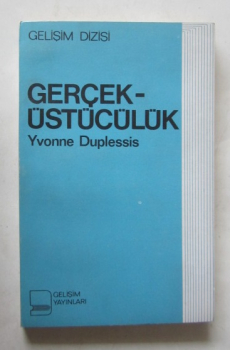 GELİŞİM DİZİSİ
GERÇEK-
ÜSTÜCÜLÜK
Yvonne Duplessis
GELİŞİM
YAYINLARI